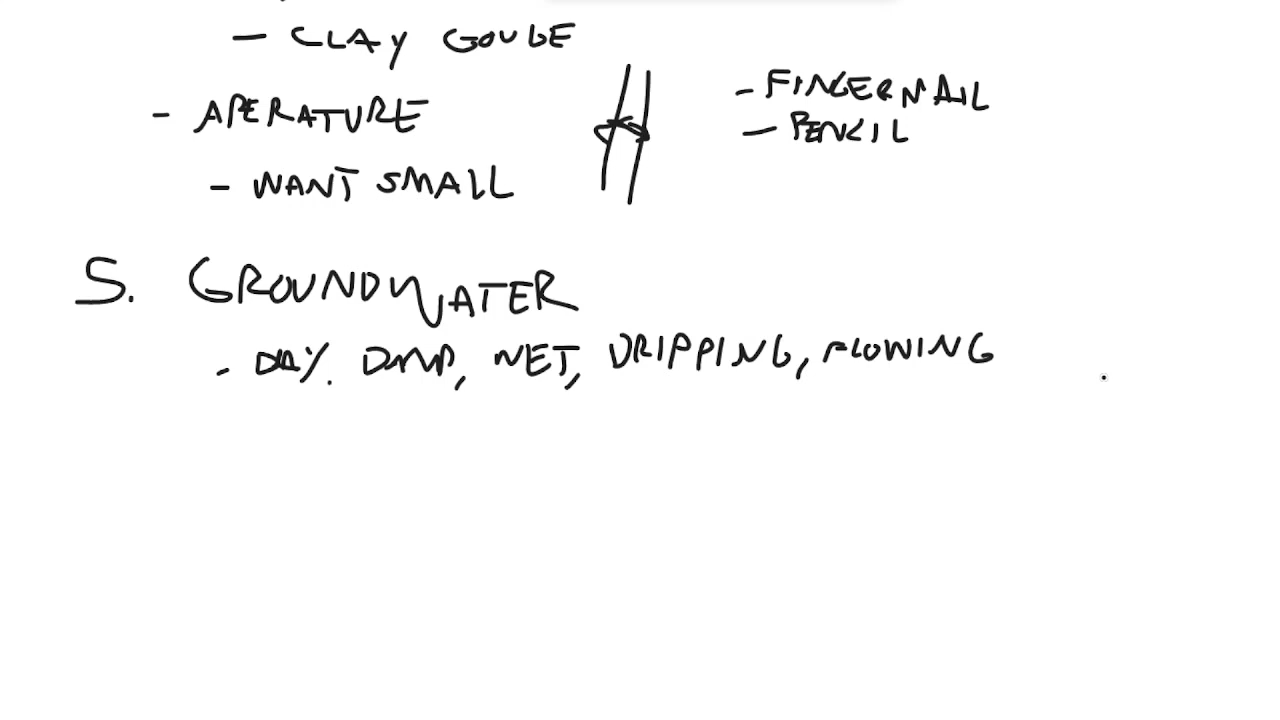 - CLAY GOUGE
- APERATURE
- FINGERNAIL
- PENCIL
- WANT SMALL
5. GROUNDWATER
- DRY, DAMP, WET, DRIPPING, FLOWING